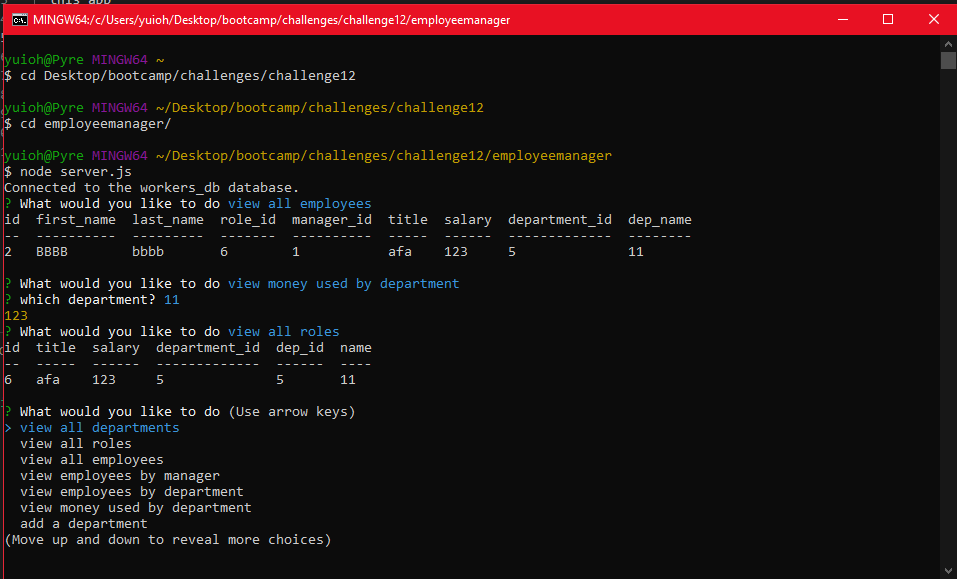 this app
MINGW64:/c/Users/yuioh/Desktop/bootcamp/challenges/challenge12/employeemanager
yuioh@Pyre MINGW64 ~
$ cd Desktop/bootcamp/challenges/challenge12
yuioh@Pyre MINGW64 ~/Desktop/bootcamp/challenges/challenge12
$ cd employeemanager/
yuioh@Pyre MINGW64 ~/Desktop/bootcamp/challenges/challenge12/employeemanager
$ node server.js
Connected to the workers_db database.
? What would you like to do view all employees
id  first_name  last_name  role_id  manager_id  title  salary  department_id  dep_name
--  ----------  ---------  -------  ----------  -----  ------  -------------  --------
2   BBBB        bbbb       6        1           afa    123     5              11
? What would you like to do view money used by department
? which department? 11
123
? What would you like to do view all roles
id  title  salary  department_id  dep_id  name
--  -----  ------  -------------  ------  ----
6   afa    123     5              5       11
? What would you like to do (Use arrow keys)
> view all departments
  view all roles
  view all employees
  view employees by manager
  view employees by department
  view money used by department
  add a department
(Move up and down to reveal more choices)